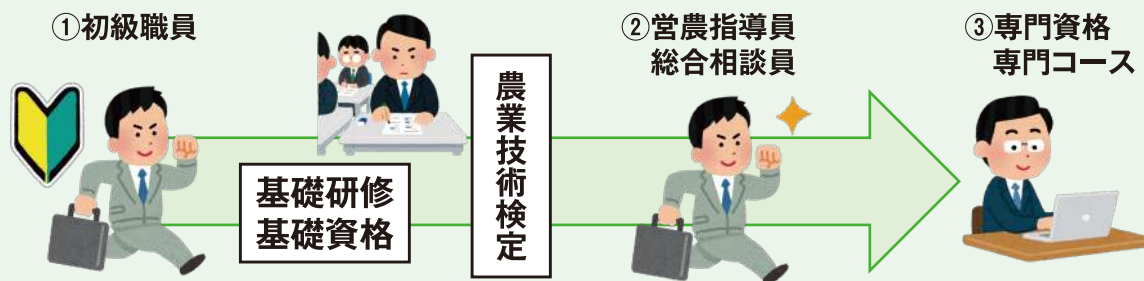 ①初級職員
基礎研修
基礎資格
農業技術検定
②営農指導員
総合相談員
③専門資格
専門コース